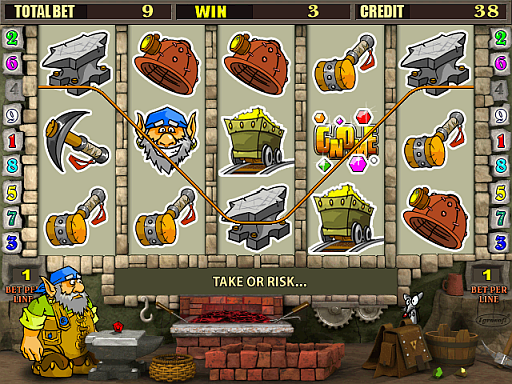 TOTAL BET 9 WIN 3 CREDIT 38
2 2
6 6
4 4
9 9
1 1
8 8
5 5
7 7
3 3
GNOME
1 1
BET PER LINE BET PER LINE
TAKE OR RISK...
Igrosoft